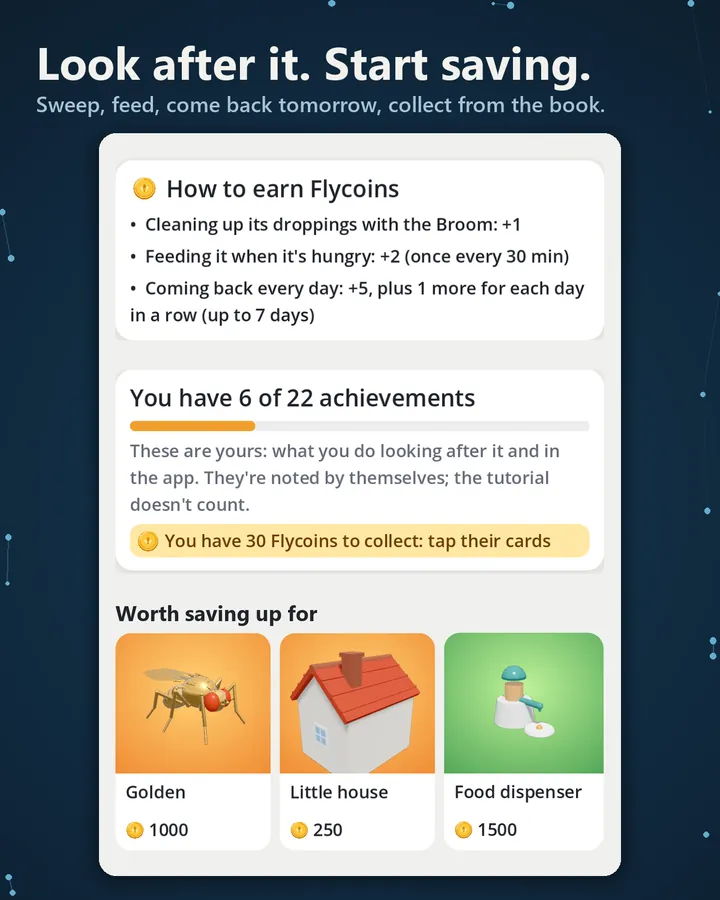 Look after it. Start saving.
Sweep, feed, come back tomorrow, collect from the book.
How to earn Flycoins
• Cleaning up its droppings with the Broom: +1
• Feeding it when it's hungry: +2 (once every 30 min)
• Coming back every day: +5, plus 1 more for each day
in a row (up to 7 days)
You have 6 of 22 achievements
These are yours: what you do looking after it and in
the app. They're noted by themselves; the tutorial
doesn't count.
You have 30 Flycoins to collect: tap their cards
Worth saving up for
Golden
Little house
Food dispenser
1000
250
1500